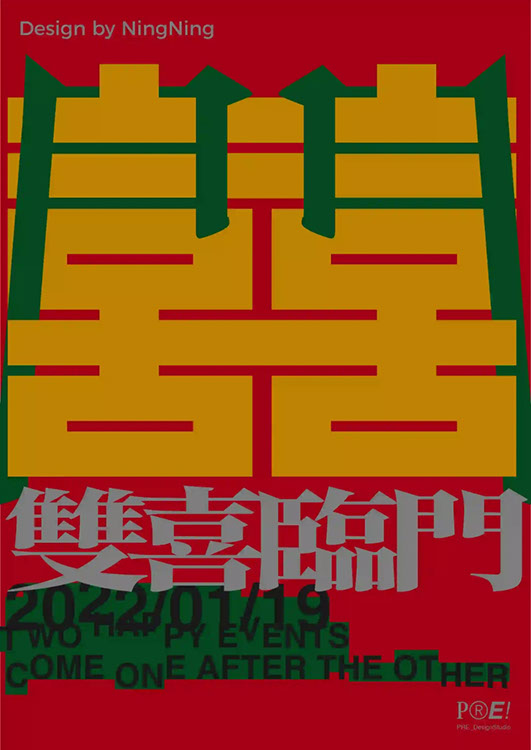 Design by NingNing
囍
雙喜臨門
2022/01/19
TWO HAPPY EVENTS
COME ONE AFTER THE OTHER
P®E!
PRE_DesignStudio